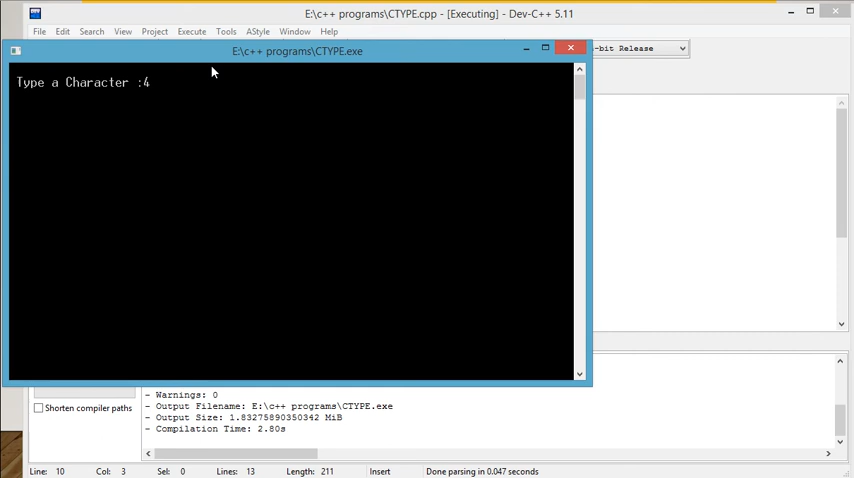 E:\c++ programs\CTYPE.cpp - [Executing] - Dev-C++ 5.11
File Edit Search View Project Execute Tools AStyle Window Help
E:\c++ programs\CTYPE.exe
-bit Release
Type a Character :4
Shorten compiler paths
- Warnings: 0
- Output Filename: E:\c++ programs\CTYPE.exe
- Output Size: 1.83275890350342 MiB
- Compilation Time: 2.80s
Line: 10 Col: 3 Sel: 0 Lines: 13 Length: 211 Insert Done parsing in 0.047 seconds